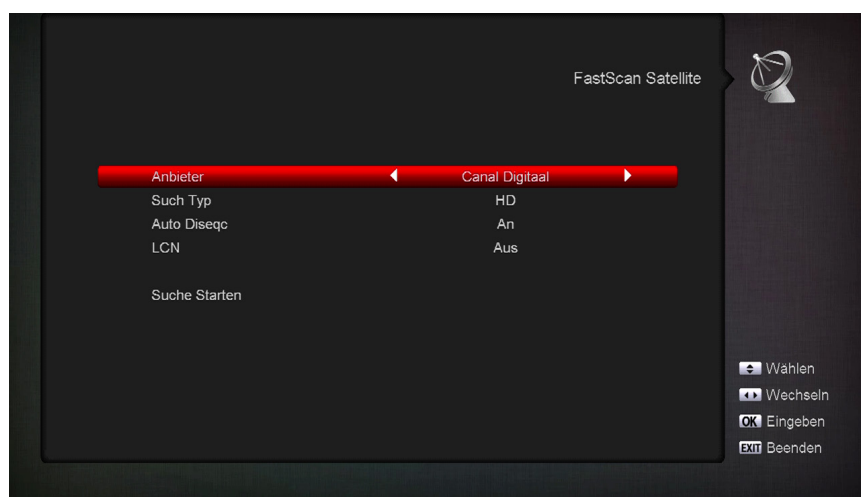 FastScan Satellite
Anbieter Canal Digitaal
Such Typ HD
Auto Diseqc An
LCN Aus
Suche Starten
Wählen
Wechseln
OK Eingeben
EXIT Beenden